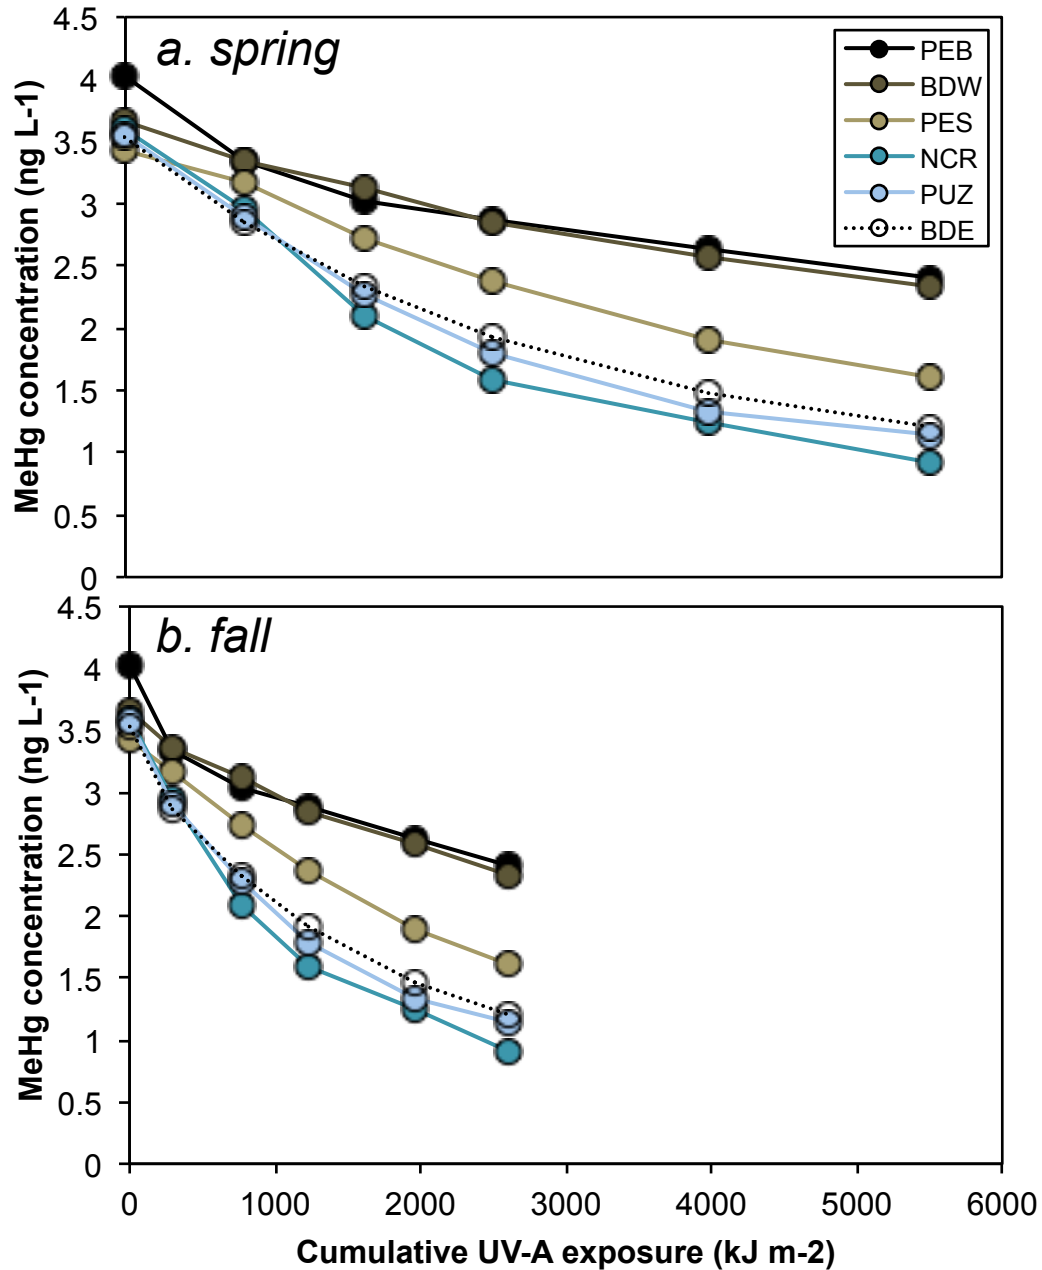 a. spring
MeHg concentration (ng L-1)
4.5
4
3.5
3
2.5
2
1.5
1
0.5
0
PEB
BDW
PES
NCR
PUZ
BDE
b. fall
MeHg concentration (ng L-1)
4.5
4
3.5
3
2.5
2
1.5
1
0.5
0
0 1000 2000 3000 4000 5000 6000
Cumulative UV-A exposure (kJ m-2)